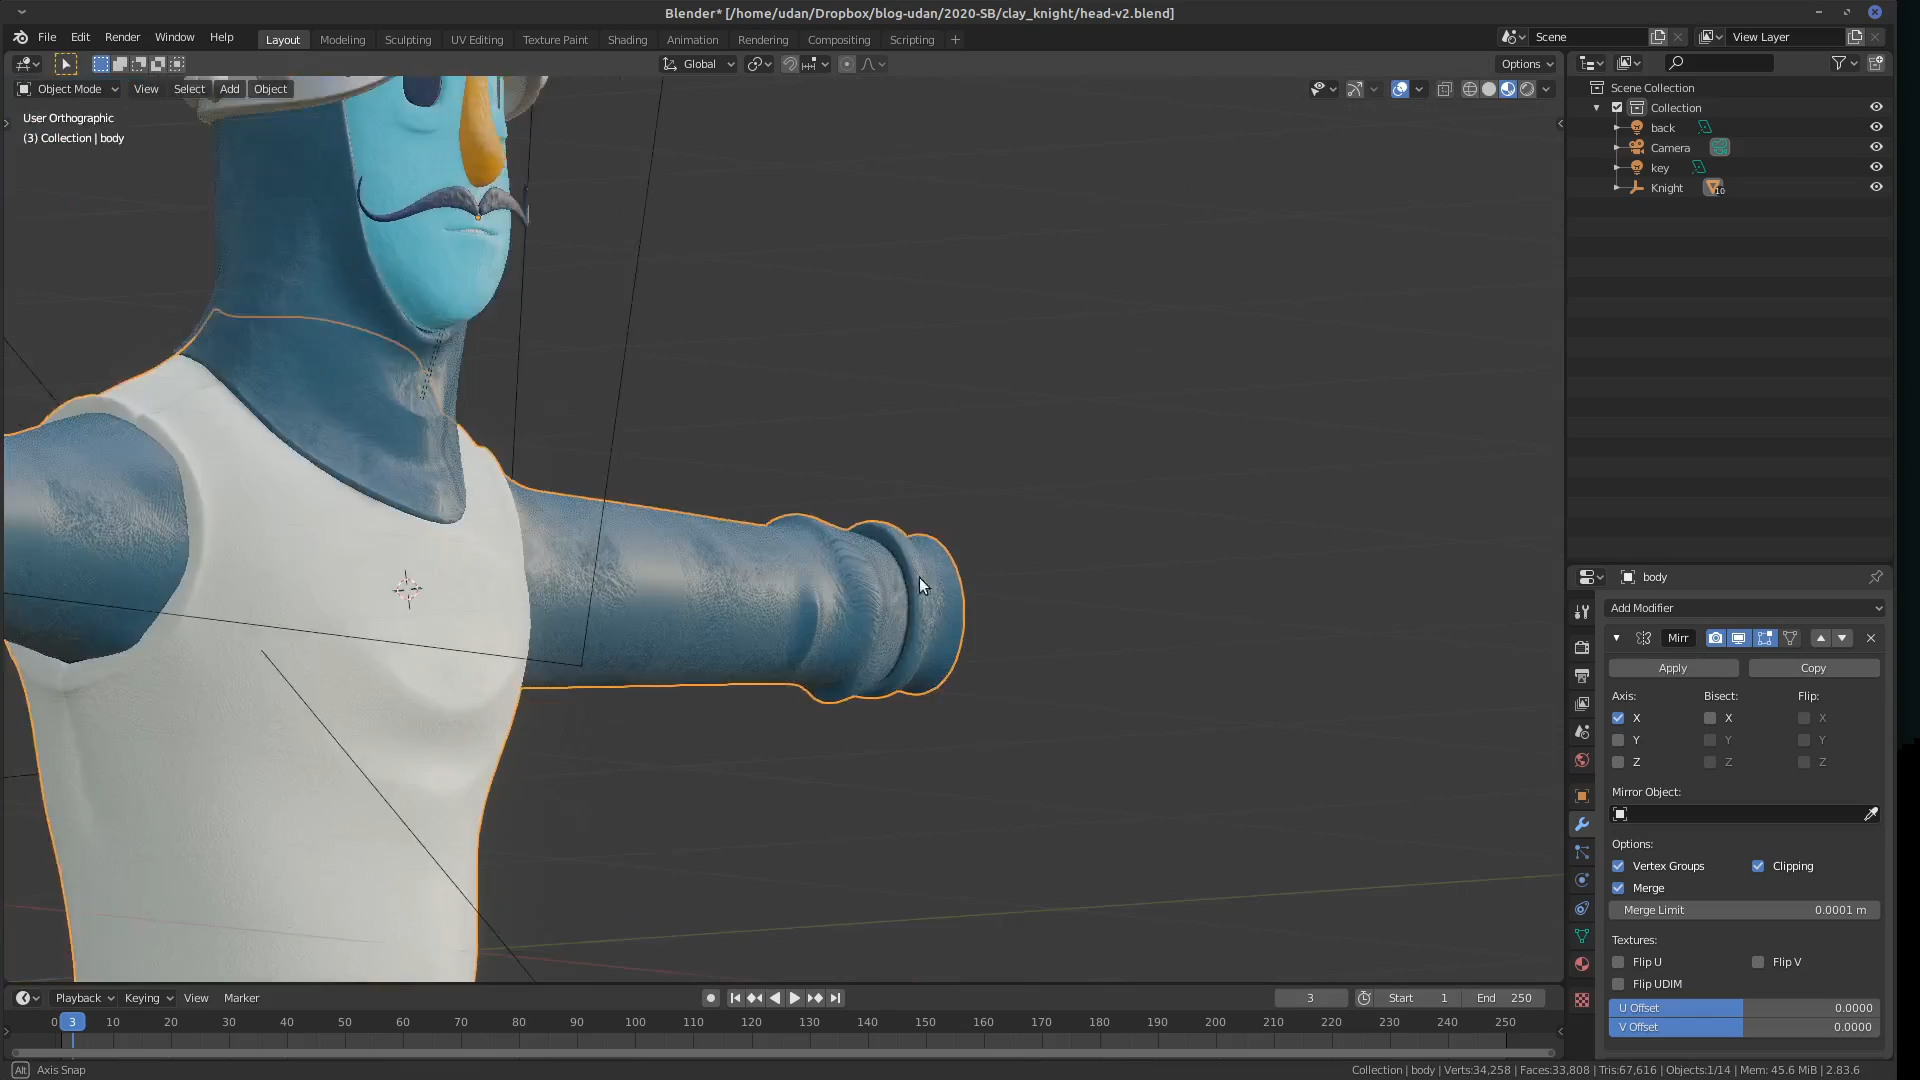 Blender* [/home/udan/Dropbox/blog-udan/2020-SB/clay_knight/head-v2.blend]
File Edit Render Window Help Layout Modeling Sculpting UV Editing Texture Paint Shading Animation Rendering Compositing Scripting + Scene View Layer
Global Options
Object Mode View Select Add Object
User Orthographic
(3) Collection | body
Scene Collection
Collection
back
Camera
key
Knight 10
body
Add Modifier
Mirr
Apply Copy
Axis: Bisect: Flip:
X X X
Y Y Y
Z Z Z
Mirror Object:
Options:
Vertex Groups Clipping
Merge
Merge Limit 0.0001 m
Textures:
Flip U Flip V
Flip UDIM
U Offset 0.0000
V Offset 0.0000
Playback Keying View Marker 3 Start 1 End 250
0 3 10 20 30 40 50 60 70 80 90 100 110 120 130 140 150 160 170 180 190 200 210 220 230 240 250
Alt Axis Snap
Collection | body | Verts:34,258 | Faces:33,808 | Tris:67,616 | Objects:1/14 | Mem: 45.6 MiB | 2.83.6